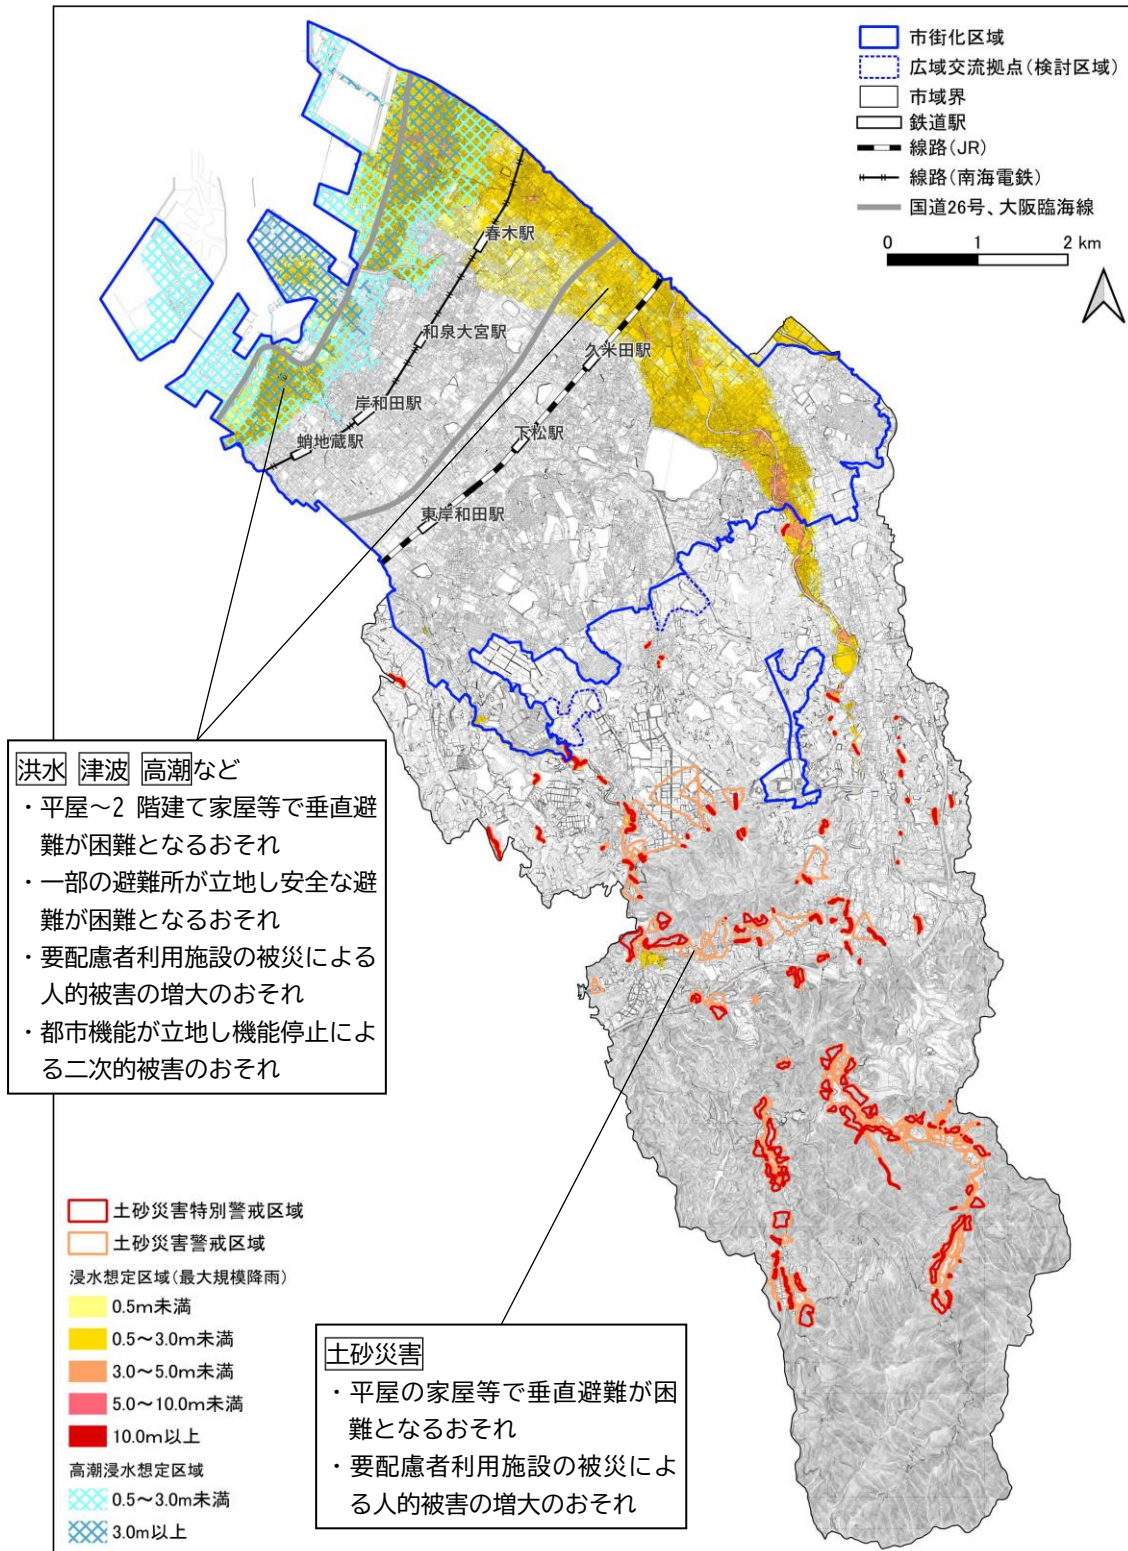 市街化区域
広域交流拠点(検討区域)
市域界
鉄道駅
線路(JR)
線路(南海電鉄)
国道26号、大阪臨海線
0 1 2 km
春木駅
和泉大宮駅
久米田駅
岸和田駅
下松駅
蛸地蔵駅
東岸和田駅
洪水 津波 高潮など
・平屋~2 階建て家屋等で垂直避
難が困難となるおそれ
・一部の避難所が立地し安全な避
難が困難となるおそれ
・要配慮者利用施設の被災による
人的被害の増大のおそれ
・都市機能が立地し機能停止によ
る二次的被害のおそれ
土砂災害特別警戒区域
土砂災害警戒区域
浸水想定区域(最大規模降雨)
0.5m未満
0.5~3.0m未満
3.0~5.0m未満
5.0~10.0m未満
10.0m以上
高潮浸水想定区域
0.5~3.0m未満
3.0m以上
土砂災害
・平屋の家屋等で垂直避難が困
難となるおそれ
・要配慮者利用施設の被災によ
る人的被害の増大のおそれ